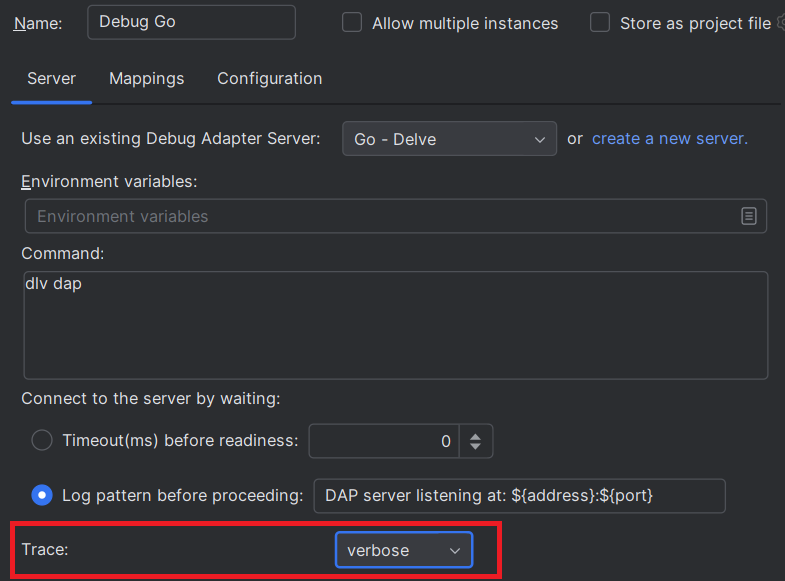 Name: Debug Go Allow multiple instances Store as project file
Server Mappings Configuration
Use an existing Debug Adapter Server: Go - Delve or create a new server.
Environment variables:
Environment variables
Command:
dlv dap
Connect to the server by waiting:
Timeout(ms) before readiness: 0
Log pattern before proceeding: DAP server listening at: ${address}:${port}
Trace: verbose